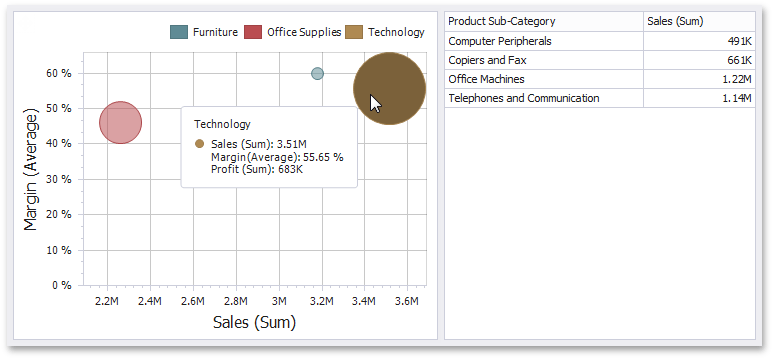 Furniture Office Supplies Technology
Margin (Average)
60 %
50 %
40 %
30 %
20 %
10 %
0 %
Technology
Sales (Sum): 3.51M
Margin(Average): 55.65 %
Profit (Sum): 683K
2.2M 2.4M 2.6M 2.8M 3M 3.2M 3.4M 3.6M
Sales (Sum)
Product Sub-Category Sales (Sum)
Computer Peripherals 491K
Copiers and Fax 661K
Office Machines 1.22M
Telephones and Communication 1.14M